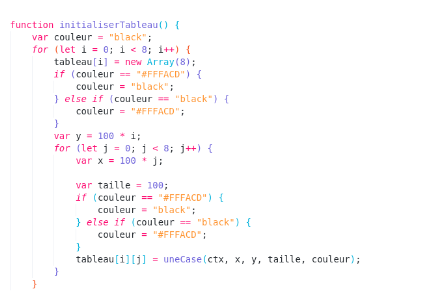 function initialiserTableau() {
var couleur = "black";
for (let i = 0; i < 8; i++) {
tableau[i] = new Array(8);
if (couleur == "#FFFACD") {
couleur = "black";
} else if (couleur == "black") {
couleur = "#FFFACD";
}
var y = 100 * i;
for (let j = 0; j < 8; j++) {
var x = 100 * j;
var taille = 100;
if (couleur == "#FFFACD") {
couleur = "black";
} else if (couleur == "black") {
couleur = "#FFFACD";
}
tableau[i][j] = uneCase(ctx, x, y, taille, couleur);
}
}